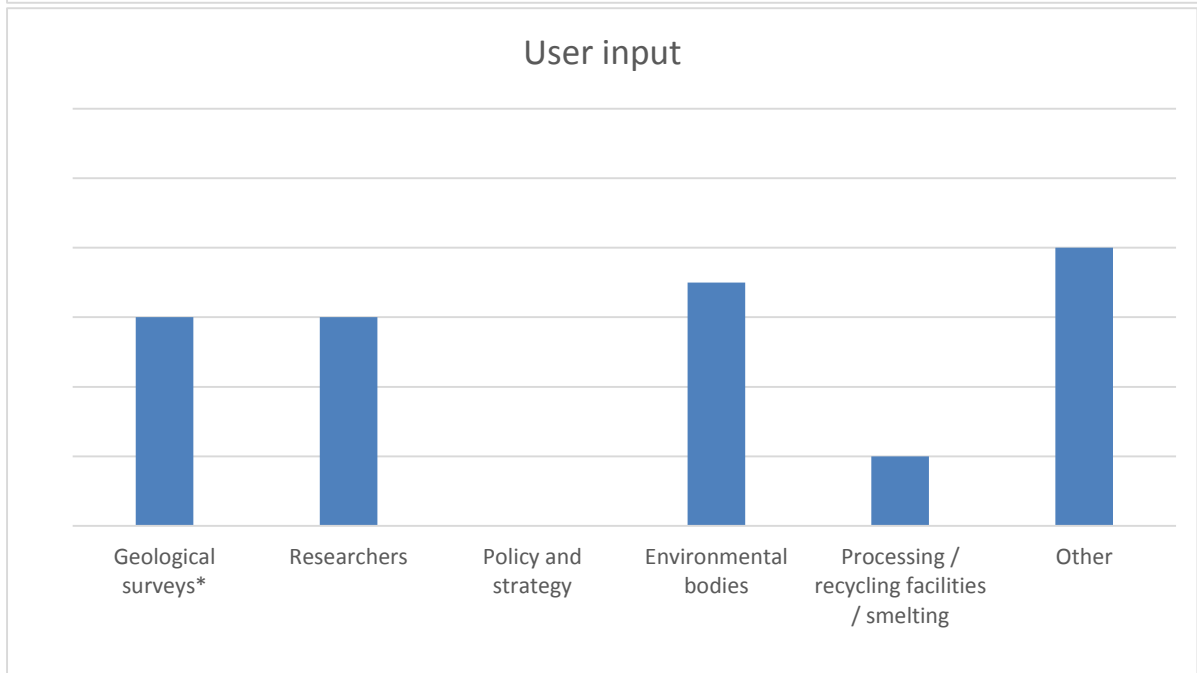 User input
Geological
surveys*
Researchers
Policy and
strategy
Environmental
bodies
Processing /
recycling facilities
/ smelting
Other